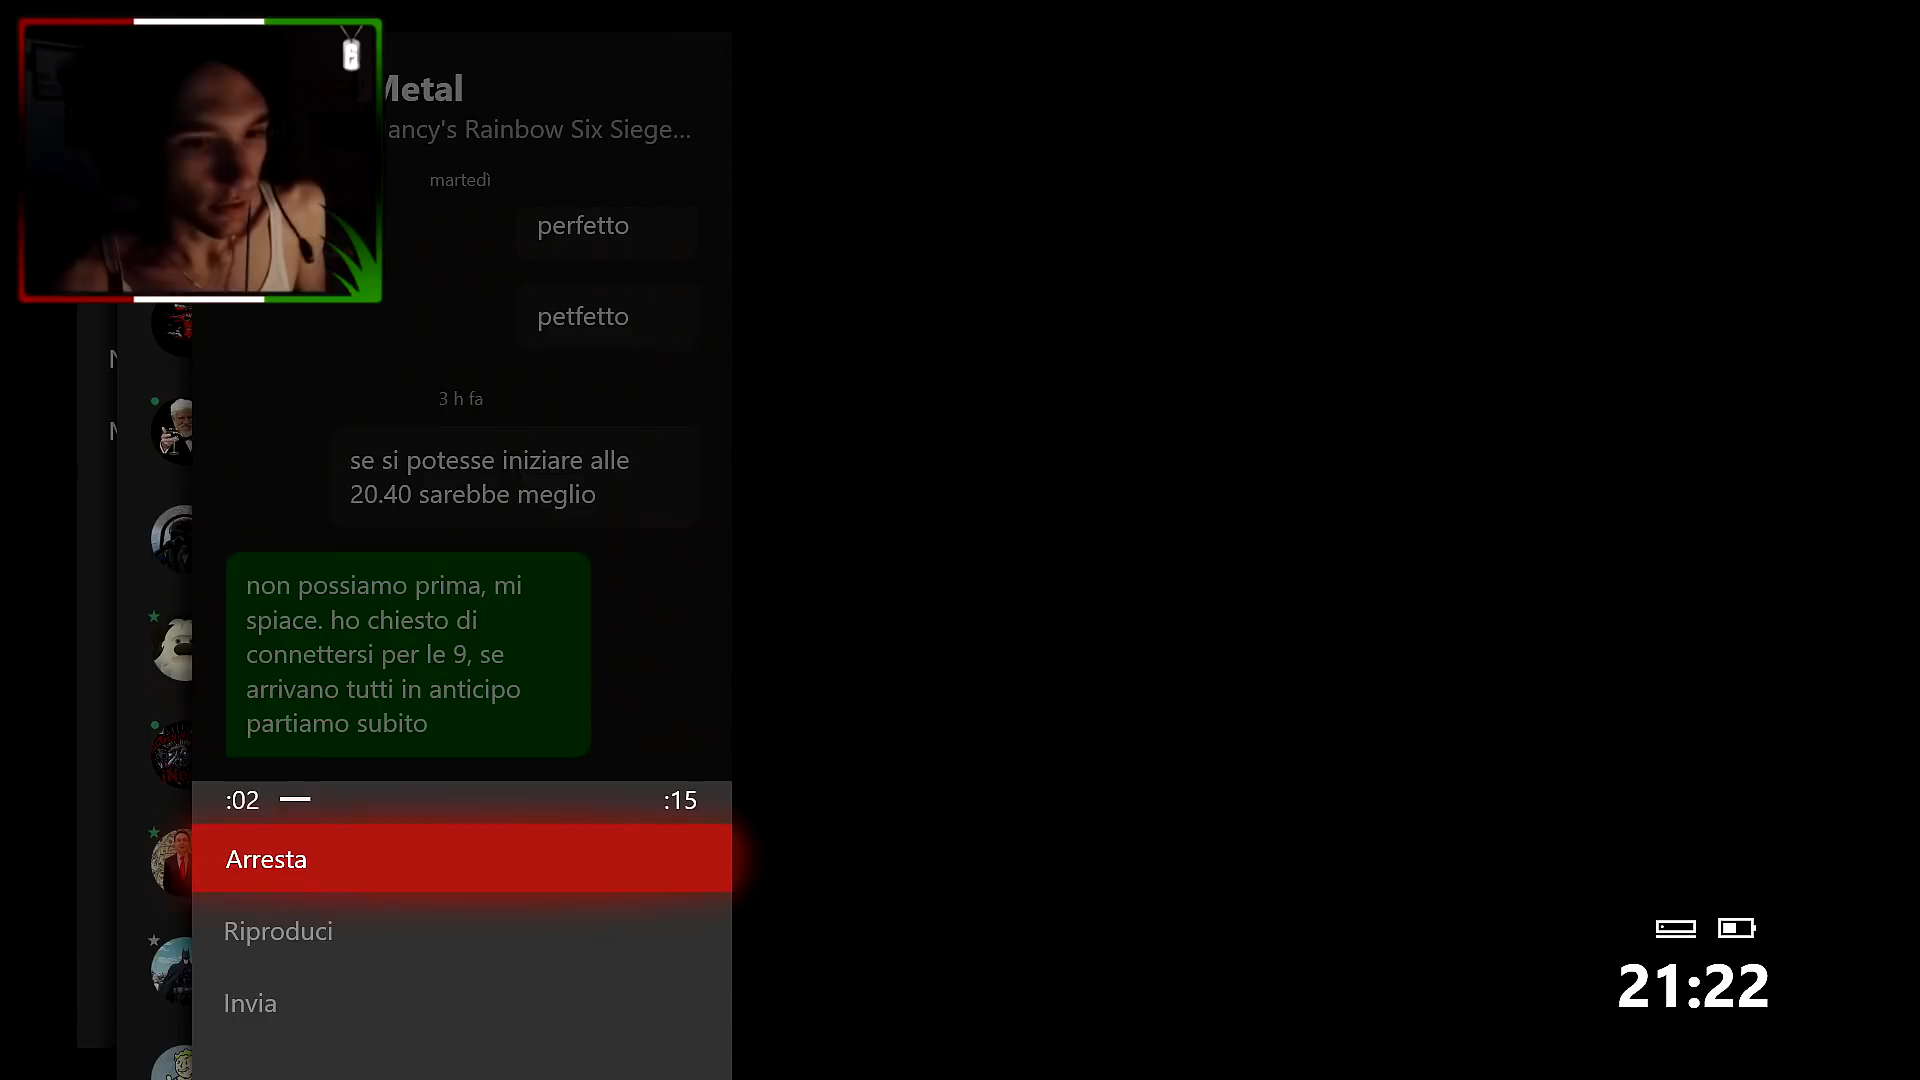 Metal
ancy's Rainbow Six Siege...
martedì
perfetto
petfetto
3 h fa
se si potesse iniziare alle
20.40 sarebbe meglio
non possiamo prima, mi
spiace. ho chiesto di
connettersi per le 9, se
arrivano tutti in anticipo
partiamo subito
:02
:15
Arresta
Riproduci
Invia
21:22